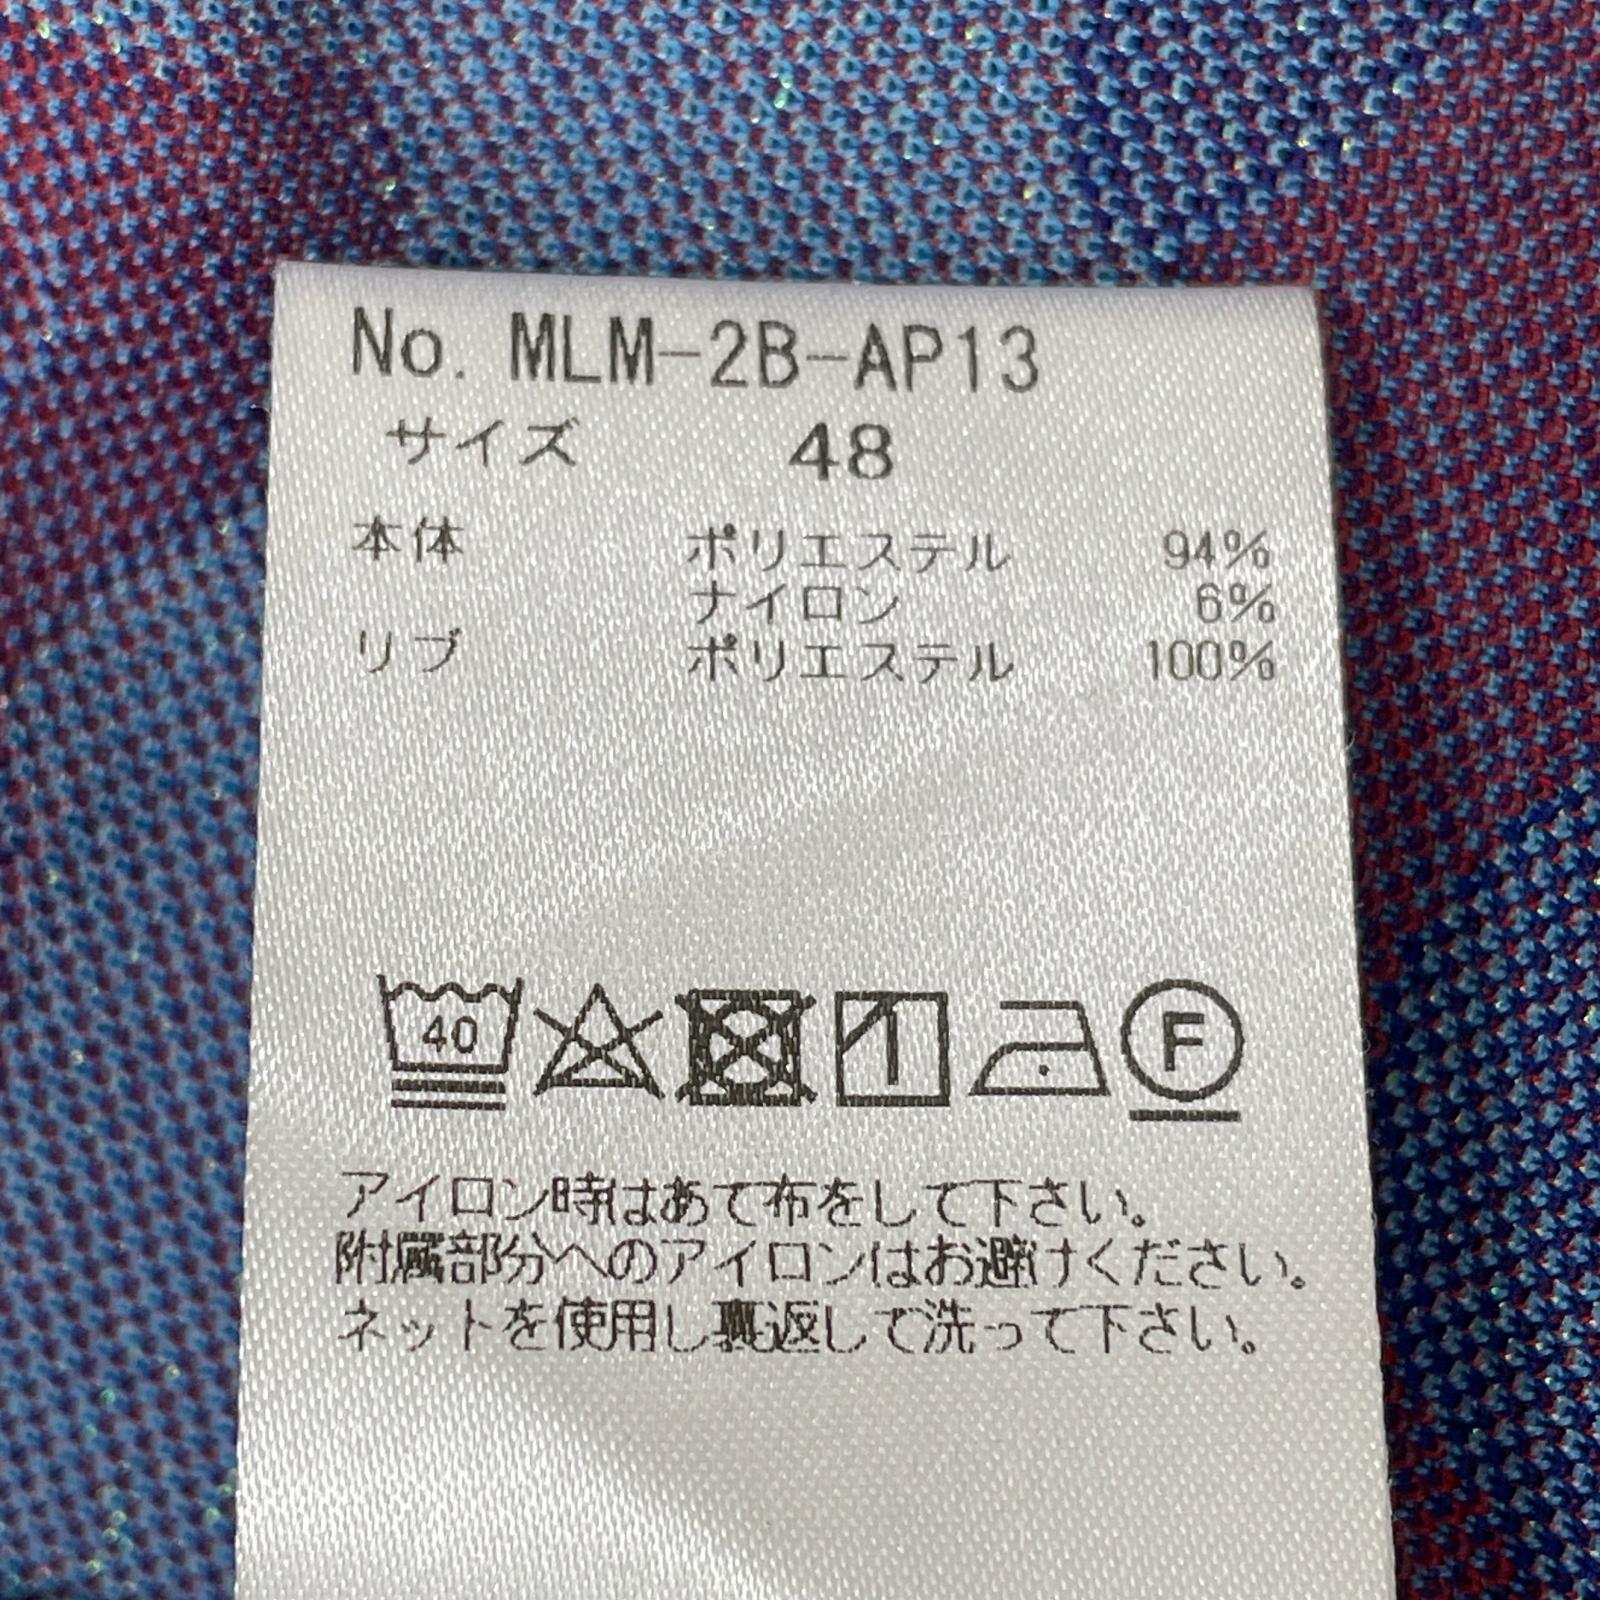 No. MLM-2B-AP13
サイズ 48
本体 ポリエステル 94%
ナイロン 6%
リブ ポリエステル 100%
40 F
アイロン時はあて布をして下さい。
附属部分へのアイロンはお避けください。
ネットを使用し裏返して洗って下さい。